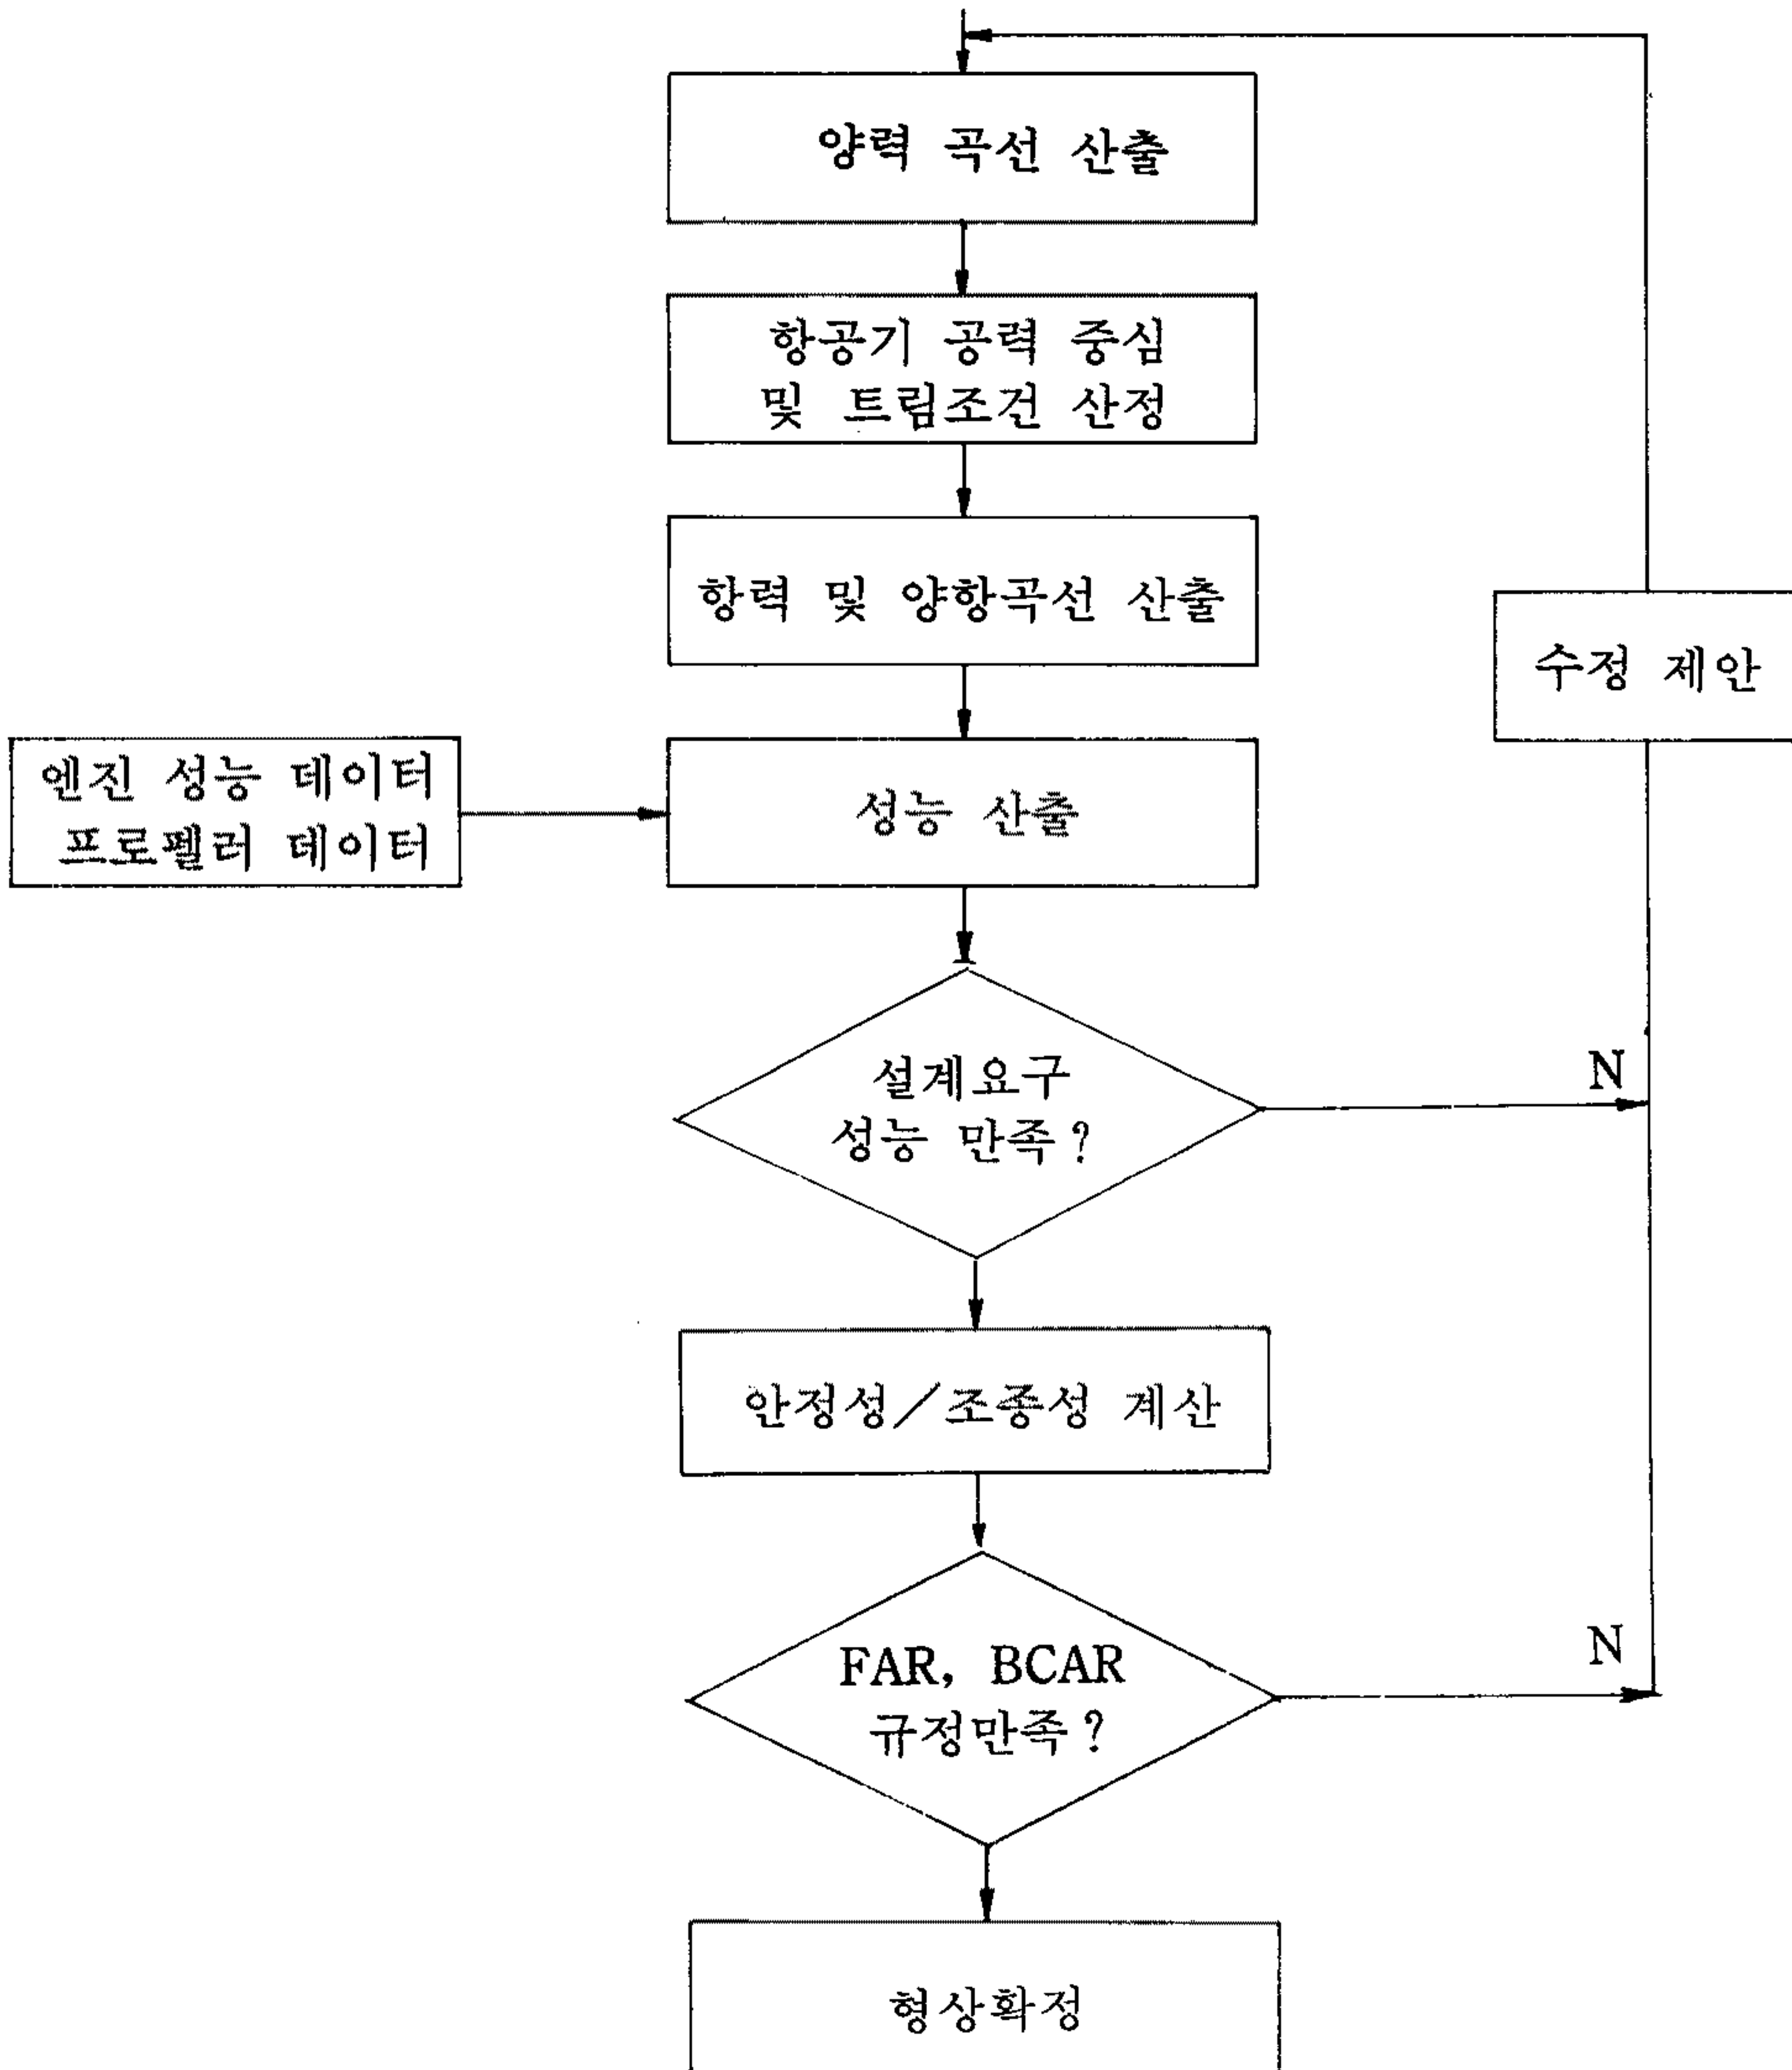 양력 곡선 산출
항공기 공력 중심
및 트림조건 산정
항력 및 양항곡선 산출
수정 제안
엔진 성능 데이터
프로펠러 데이터
성능 산출
설계요구
성능 만족?
N
안정성/조종성 계산
FAR, BCAR
규정만족?
N
형상확정